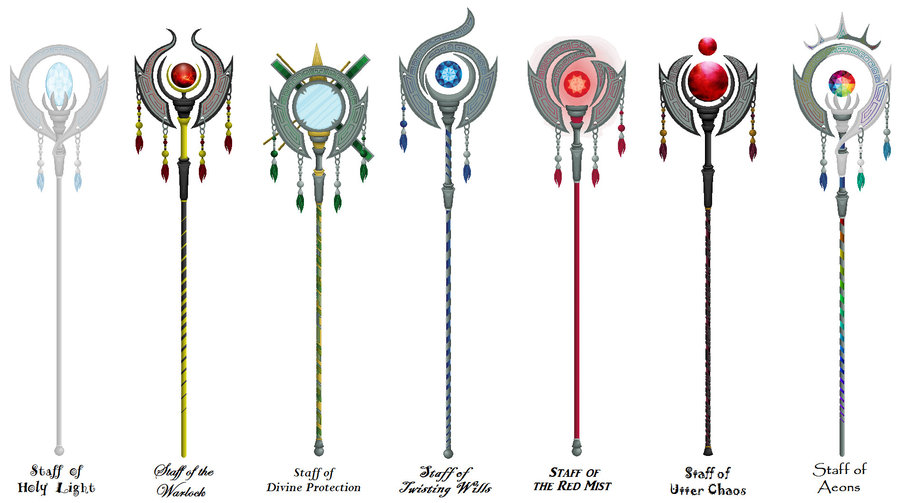 Staff of
Holy Light
Staff of the
Warlock
Staff of
Divine Protection
Staff of
Twisting Wills
STAFF OF
THE RED MIST
Staff of
Utter Chaos
Staff of
Aeons